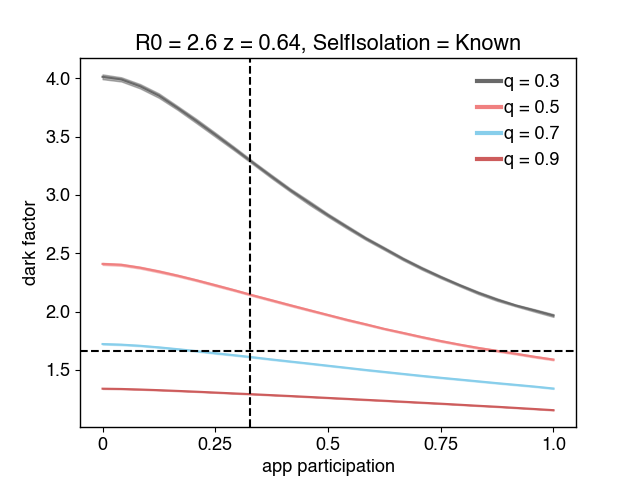 R0 = 2.6 z = 0.64, SelfIsolation = Known
q = 0.3
q = 0.5
q = 0.7
q = 0.9
dark factor
4.0
3.5
3.0
2.5
2.0
1.5
0 0.25 0.5 0.75 1.0
app participation